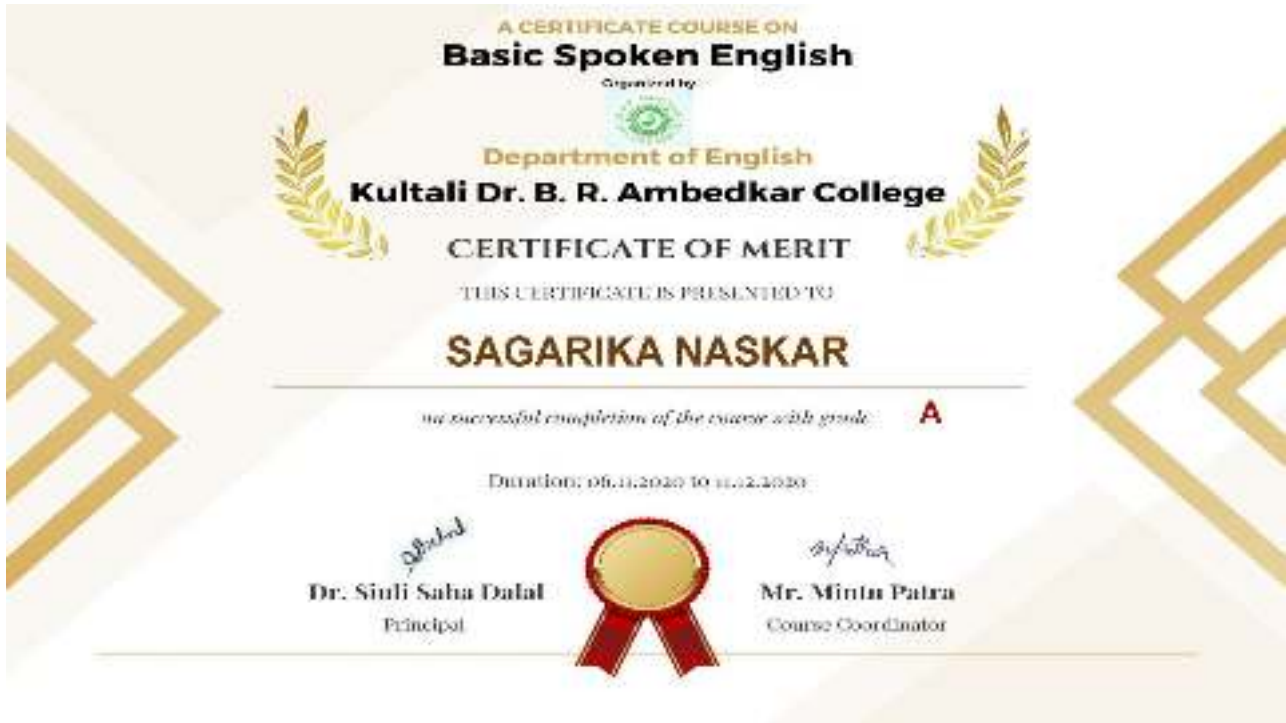 A CERTIFICATE COURSE ON
Basic Spoken English
Organized by
Department of English
Kultali Dr. B. R. Ambedkar College
CERTIFICATE OF MERIT
THIS CERTIFICATE IS PRESENTED TO
SAGARIKA NASKAR
on successful completion of the course with grade A
Duration: 06.11.2020 to 11.12.2020
Dr. Siuli Saha Dalal Mr. Mintu Patra
Principal Course Coordinator